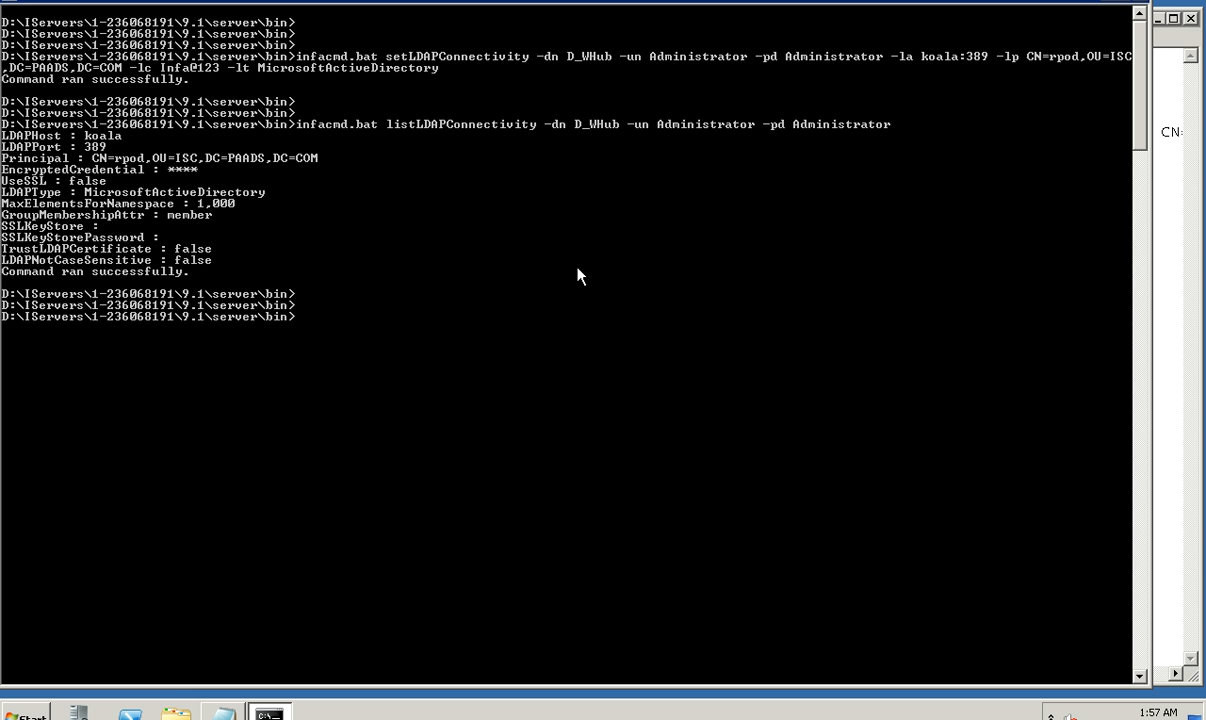 D:\IServers\1-236068191\9.1\server\bin>
D:\IServers\1-236068191\9.1\server\bin>
D:\IServers\1-236068191\9.1\server\bin>
D:\IServers\1-236068191\9.1\server\bin>infacmd.bat setLDAPConnectivity -dn D_WHub -un Administrator -pd Administrator -la koala:389 -lp CN=rpod,OU=ISC
,DC=PAADS,DC=COM -lc Infa@123 -lt MicrosoftActiveDirectory
Command ran successfully.
D:\IServers\1-236068191\9.1\server\bin>
D:\IServers\1-236068191\9.1\server\bin>
D:\IServers\1-236068191\9.1\server\bin>infacmd.bat listLDAPConnectivity -dn D_WHub -un Administrator -pd Administrator
LDAPHost : koala
LDAPPort : 389
Principal : CN=rpod,OU=ISC,DC=PAADS,DC=COM
EncryptedCredential : ****
UseSSL : false
LDAPType : MicrosoftActiveDirectory
MaxElementsForNamespace : 1,000
GroupMembershipAttr : member
SSLKeyStore :
SSLKeyStorePassword :
TrustLDAPCertificate : false
LDAPNotCaseSensitive : false
Command ran successfully.
D:\IServers\1-236068191\9.1\server\bin>
D:\IServers\1-236068191\9.1\server\bin>
D:\IServers\1-236068191\9.1\server\bin>
CN=
Start
C:\
1:57 AM